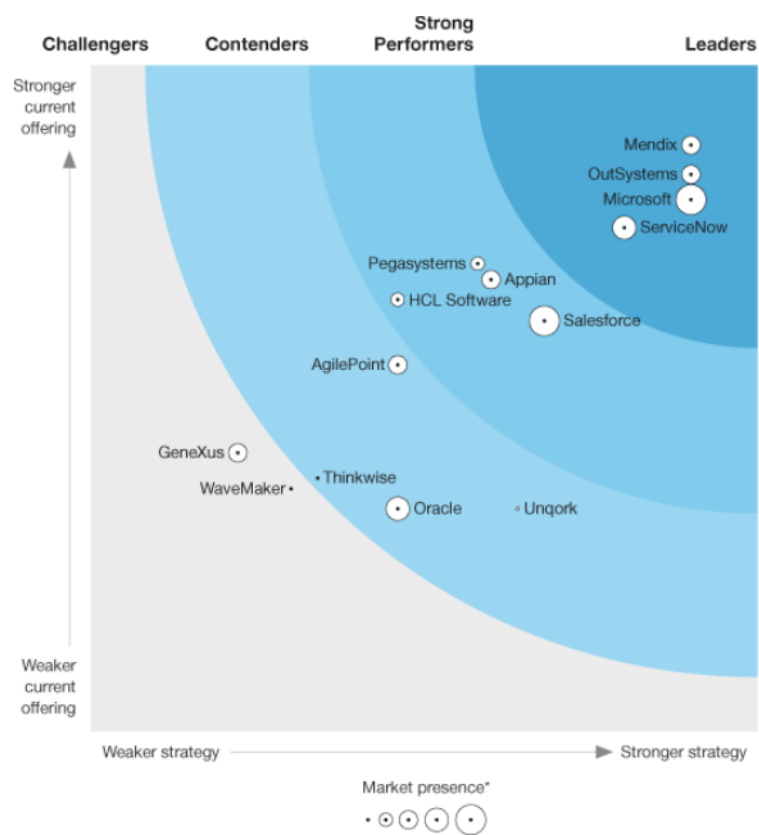 Challengers
Contenders
Strong
Performers
Leaders
Stronger
current
offering
Mendix
OutSystems
Microsoft
ServiceNow
Pegasystems
Appian
HCL Software
Salesforce
AgilePoint
GeneXus
Thinkwise
WaveMaker
Oracle
Unqork
Weaker
current
offering
Weaker strategy
Stronger strategy
Market presence*